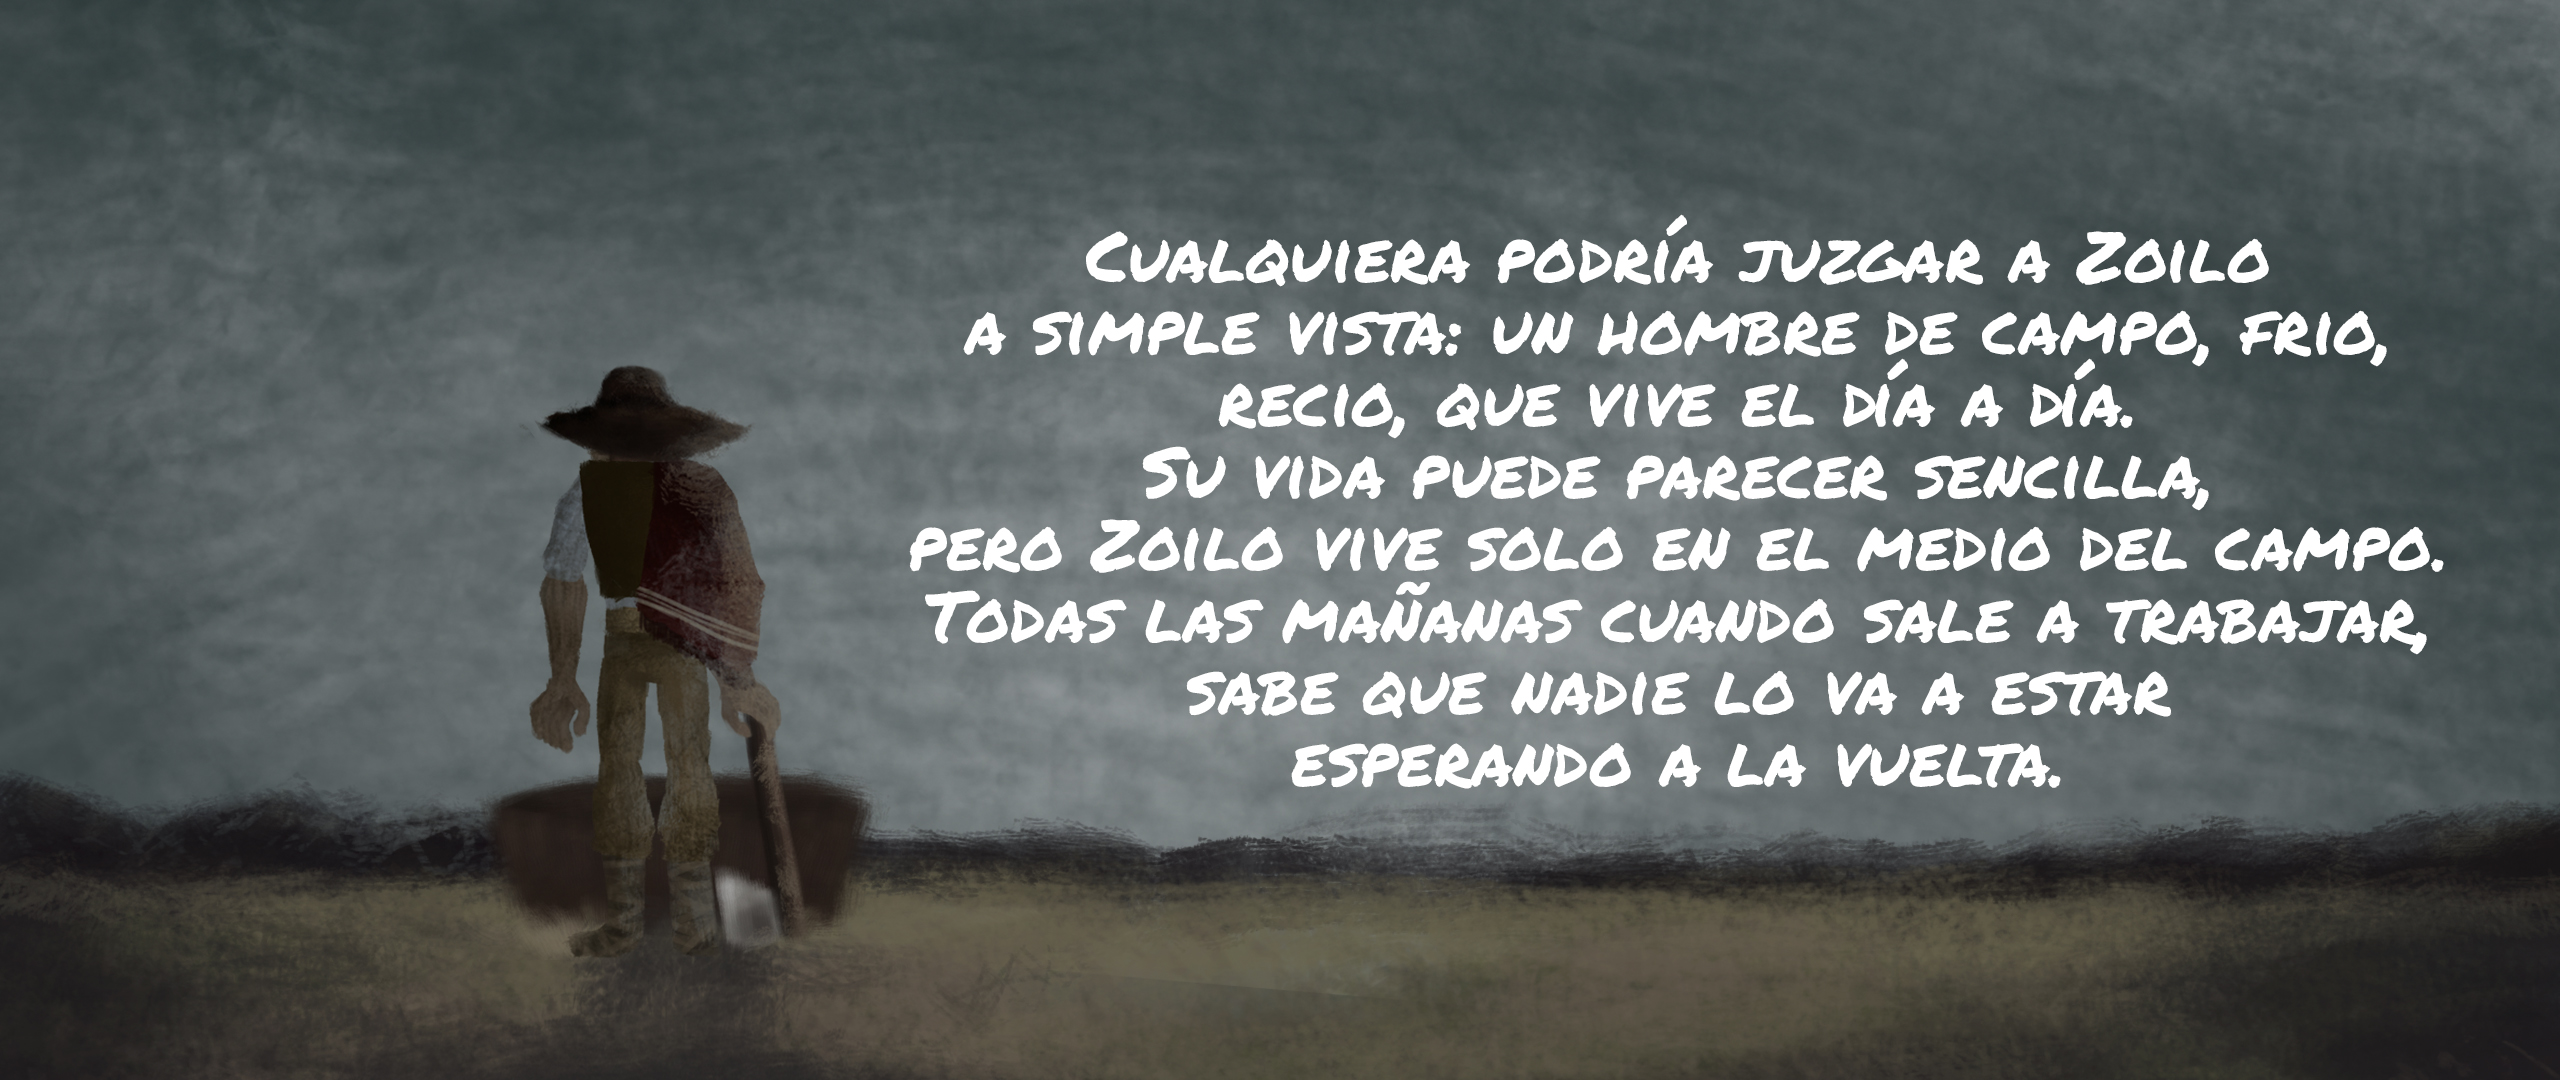 Cualquiera podría juzgar a Zoilo
a simple vista: un hombre de campo, frio,
recio, que vive el día a día.
Su vida puede parecer sencilla,
pero Zoilo vive solo en el medio del campo.
Todas las mañanas cuando sale a trabajar,
sabe que nadie lo va a estar
esperando a la vuelta.